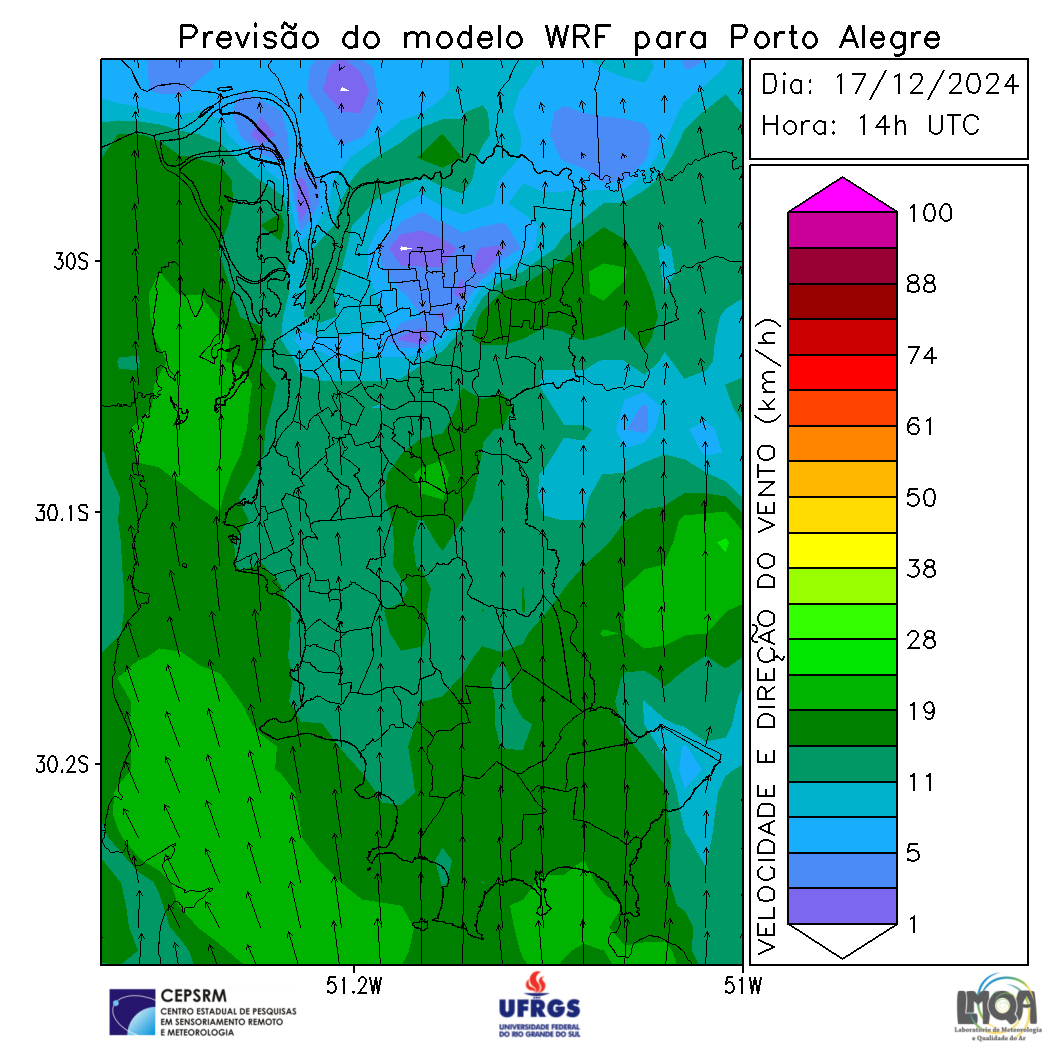 Previsão do modelo WRF para Porto Alegre
Dia: 17/12/2024
Hora: 14h UTC
VELOCIDADE E DIREÇÃO DO VENTO (km/h)
100
88
74
61
50
38
28
19
11
5
1
30S
30.1S
30.2S
51.2W
51W
CEPSRM
CENTRO ESTADUAL DE PESQUISAS
EM SENSORIAMENTO REMOTO
E METEOROLOGIA
UFRGS
UNIVERSIDADE FEDERAL
DO RIO GRANDE DO SUL
LMQA
Laboratório de Meteorologia
e Qualidade do Ar